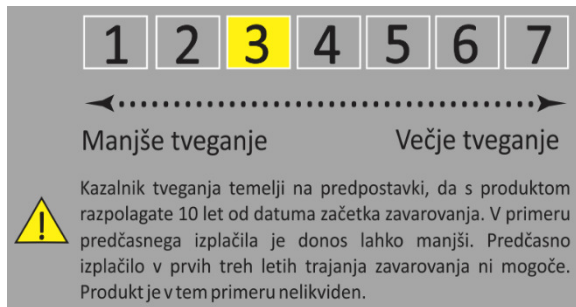 1 2 3 4 5 6 7
Manjše tveganje Večje tveganje
Kazalnik tveganja temelji na predpostavki, da s produktom
razpolagate 10 let od datuma začetka zavarovanja. V primeru
predčasnega izplačila je donos lahko manjši. Predčasno
izplačilo v prvih treh letih trajanja zavarovanja ni mogoče.
Produkt je v tem primeru nelikviden.